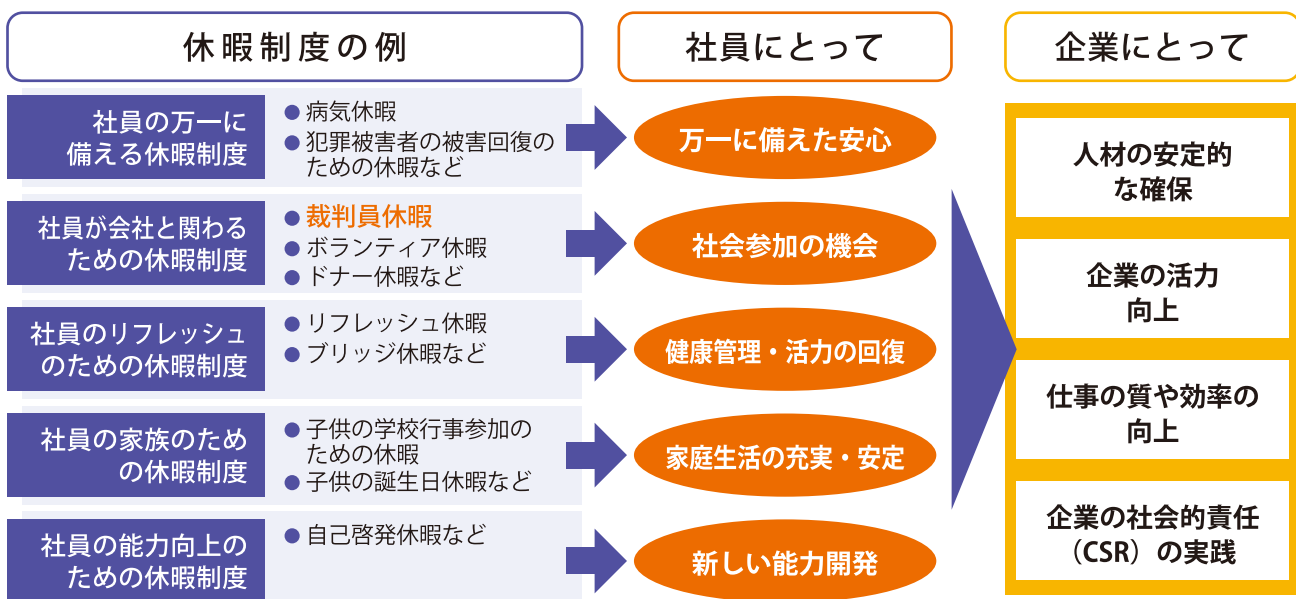 休暇制度の例
社員にとって
企業にとって
社員の万一に
備える休暇制度
● 病気休暇
● 犯罪被害者の被害回復の
ための休暇など
万一に備えた安心
社員が会社と関わる
ための休暇制度
● 裁判員休暇
● ボランティア休暇
● ドナー休暇など
社会参加の機会
社員のリフレッシュ
のための休暇制度
● リフレッシュ休暇
● ブリッジ休暇など
健康管理・活力の回復
社員の家族のため
の休暇制度
● 子供の学校行事参加の
ための休暇
● 子供の誕生日休暇など
家庭生活の充実・安定
社員の能力向上の
ための休暇制度
● 自己啓発休暇など
新しい能力開発
人材の安定的
な確保
企業の活力
向上
仕事の質や効率の
向上
企業の社会的責任
（CSR）の実践